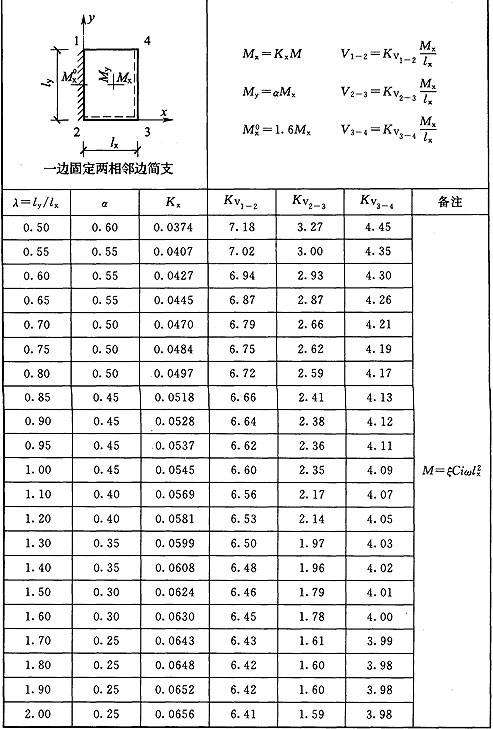 y
1 4
l_y M_x^0 M_y M_x
2 3 x
l_x
一边固定两相邻边简支
M_x=K_xM V_{1-2}=K_{V_{1-2}} M_x/l_x
M_y=αM_x V_{2-3}=K_{V_{2-3}} M_x/l_x
M_x^0=1.6M_x V_{3-4}=K_{V_{3-4}} M_x/l_x
λ=l_y/l_x α K_x K_{V_{1-2}} K_{V_{2-3}} K_{V_{3-4}} 备注
0.50 0.60 0.0374 7.18 3.27 4.45
0.55 0.55 0.0407 7.02 3.00 4.35
0.60 0.55 0.0427 6.94 2.93 4.30
0.65 0.55 0.0445 6.87 2.87 4.26
0.70 0.50 0.0470 6.79 2.66 4.21
0.75 0.50 0.0484 6.75 2.62 4.19
0.80 0.50 0.0497 6.72 2.59 4.17
0.85 0.45 0.0518 6.66 2.41 4.13
0.90 0.45 0.0528 6.64 2.38 4.12
0.95 0.45 0.0537 6.62 2.36 4.11
1.00 0.45 0.0545 6.60 2.35 4.09 M=ξCiωl_x^2
1.10 0.40 0.0569 6.56 2.17 4.07
1.20 0.40 0.0581 6.53 2.14 4.05
1.30 0.35 0.0599 6.50 1.97 4.03
1.40 0.35 0.0608 6.48 1.96 4.02
1.50 0.30 0.0624 6.46 1.79 4.01
1.60 0.30 0.0630 6.45 1.78 4.00
1.70 0.25 0.0643 6.43 1.61 3.99
1.80 0.25 0.0648 6.42 1.60 3.98
1.90 0.25 0.0652 6.42 1.60 3.98
2.00 0.25 0.0656 6.41 1.59 3.98